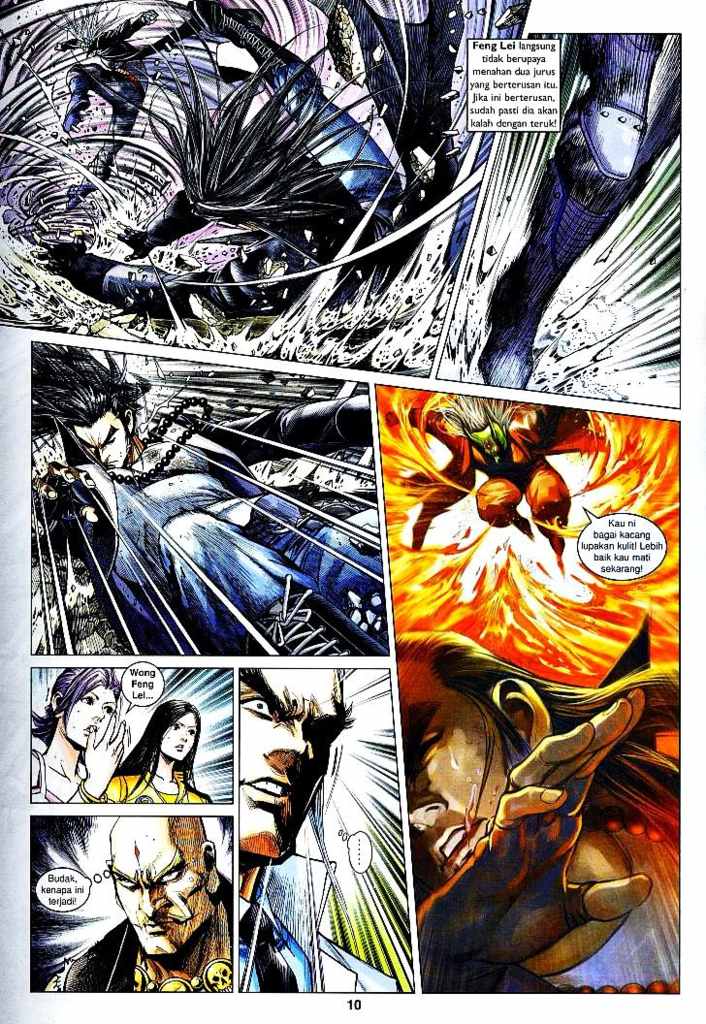 Feng Lei langsung
tidak berupaya
menahan dua jurus
yang berterusan itu.
Jika ini berterusan,
sudah pasti dia akan
kalah dengan teruk!
Kau ni
bagai kacang
lupakan kulit! Lebih
baik kau mati
sekarang!
Wong
Feng
Lei...
......
Budak,
kenapa ini
terjadi!
10